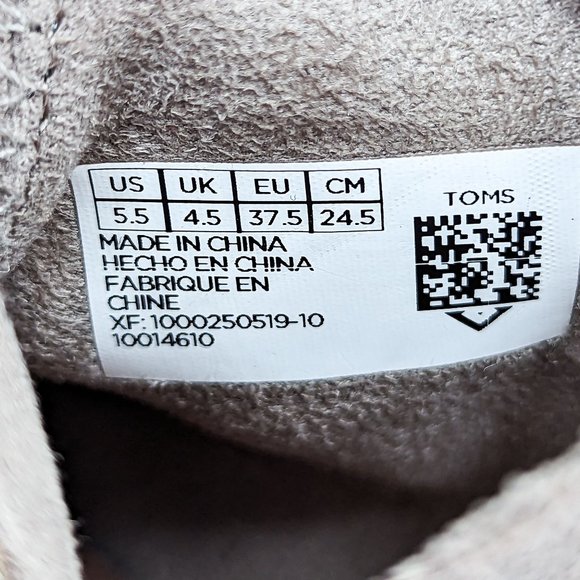 US UK EU CM
5.5 4.5 37.5 24.5
MADE IN CHINA
HECHO EN CHINA
FABRIQUE EN
CHINE
XF: 1000250519-10
10014610
TOMS